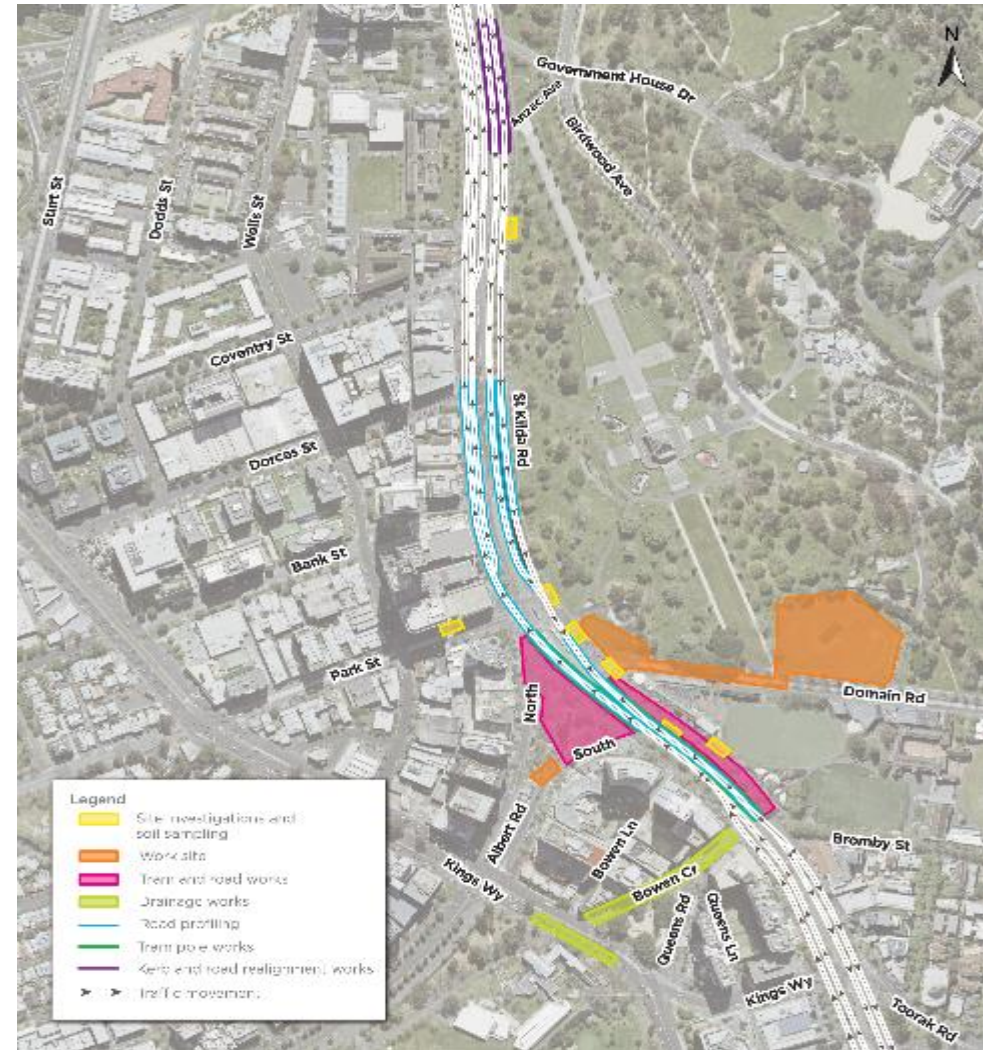 N
Government House Dr
Anzac Ave
Birdwood Ave
Sturt St
Dodds St
Wells St
Coventry St
St Kilda Rd
Dorcas St
Bank St
Park St
Domain Rd
North
South
Albert Rd
Bowen Ln
Bromby St
Kings Wy
Bowen Cr
Queens Rd
Queens Ln
Kings Wy
Toorak Rd
Legend
Site investigations and
soil sampling
Work site
Tram and road works
Drainage works
Road profiling
Tram pole works
Kerb and road realignment works
Traffic movement